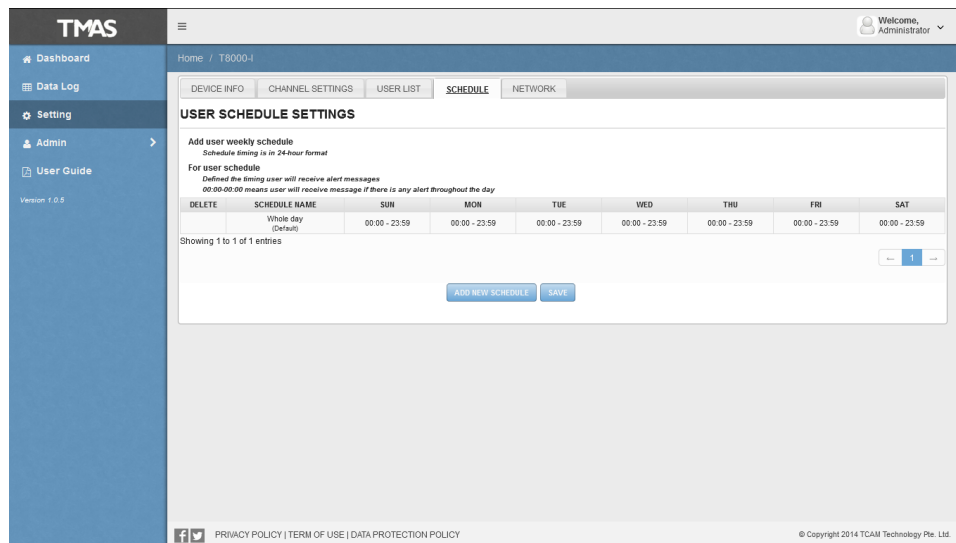 TMAS
Welcome,
Administrator
Dashboard
Data Log
Setting
Admin
User Guide
Version 1.0.5
Home / T8000-I
DEVICE INFO CHANNEL SETTINGS USER LIST SCHEDULE NETWORK
USER SCHEDULE SETTINGS
Add user weekly schedule
Schedule timing is in 24-hour format
For user schedule
Defined the timing user will receive alert messages
00:00-00:00 means user will receive message if there is any alert throughout the day
DELETE SCHEDULE NAME SUN MON TUE WED THU FRI SAT
Whole day
(Default)
00:00 - 23:59 00:00 - 23:59 00:00 - 23:59 00:00 - 23:59 00:00 - 23:59 00:00 - 23:59 00:00 - 23:59
Showing 1 to 1 of 1 entries
← 1 →
ADD NEW SCHEDULE SAVE
PRIVACY POLICY | TERM OF USE | DATA PROTECTION POLICY
© Copyright 2014 TCAM Technology Pte. Ltd.